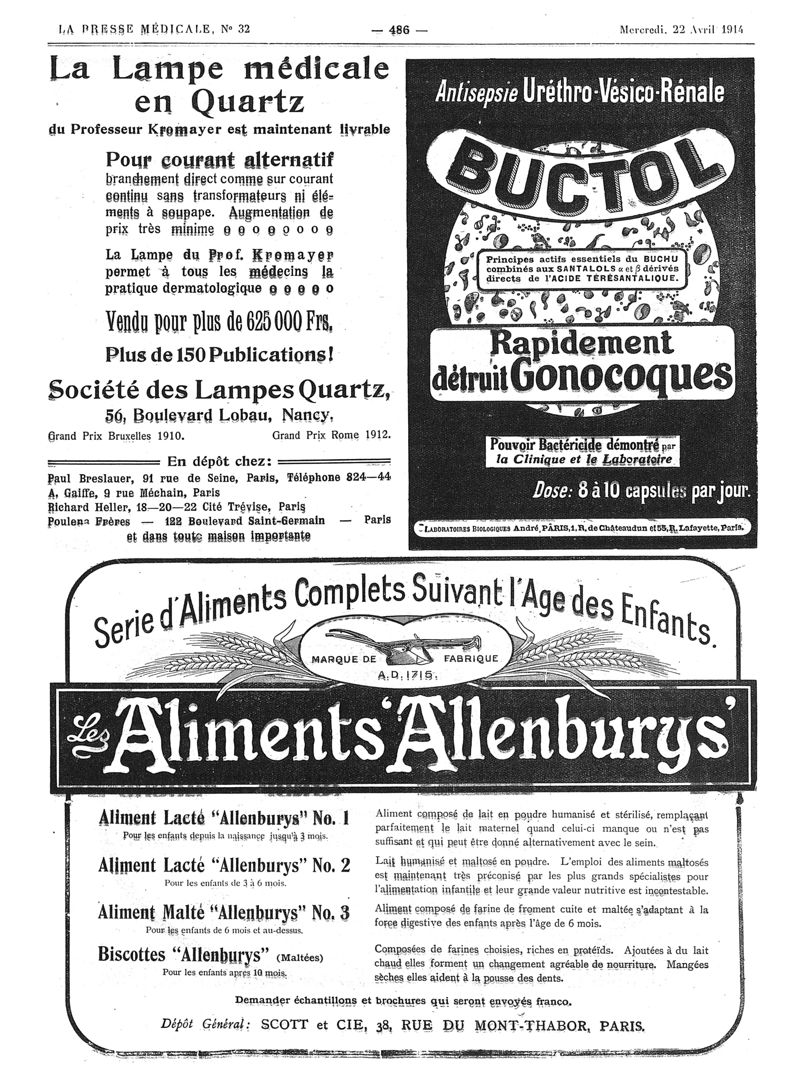 LA PRESSE MÉDICALE, Nº 32
— 486 —
Mercredi, 22 Avril 1914
La Lampe médicale
en Quartz
du Professeur Kromayer est maintenant livrable
Pour courant alternatif
branchement direct comme sur courant
continu sans transformateurs ni élé-
ments à soupape. Augmentation de
prix très minime
La Lampe du Prof. Kromayer
permet à tous les médecins la
pratique dermatologique
Vendu pour plus de 625 000 Frs,
Plus de 150 Publications!
Société des Lampes Quartz,
56, Boulevard Lobau, Nancy.
Grand Prix Bruxelles 1910. Grand Prix Rome 1912.
En dépôt chez:
Paul Breslauer, 91 rue de Seine, Paris, Téléphone 824—44
A. Gaiffe, 9 rue Méchain, Paris
Richard Heller, 18—20—22 Cité Trévise, Paris
Poulenc Frères — 122 Boulevard Saint-Germain — Paris
et dans toute maison importante
Antisepsie Uréthro-Vésico-Rénale
BUCTOL
Principes actifs essentiels du BUCHU
combinés aux SANTALOLS α et β dérivés
directs de l'ACIDE TÉRÉSANTALIQUE.
Rapidement
détruit Gonocoques
Pouvoir Bactéricide démontré par
la Clinique et le Laboratoire
Dose: 8 à 10 capsules par jour.
LABORATOIRES BIOLOGIQUES André, PARIS, 1, R. de Châteaudun et 55, R. Lafayette, Paris.
Serie d'Aliments Complets Suivant l'Age des Enfants.
MARQUE DE FABRIQUE
A.D. 1715.
Les Aliments 'Allenburys'
Aliment Lacté "Allenburys" No. 1
Pour les enfants depuis la naissance jusqu'à 3 mois.
Aliment composé de lait en poudre humanisé et stérilisé, remplaçant
parfaitement le lait maternel quand celui-ci manque ou n'est pas
suffisant et qui peut être donné alternativement avec le sein.
Aliment Lacté "Allenburys" No. 2
Pour les enfants de 3 à 6 mois.
Lait humanisé et maltosé en poudre. L'emploi des aliments maltosés
est maintenant très préconisé par les plus grands spécialistes pour
l'alimentation infantile et leur grande valeur nutritive est incontestable.
Aliment Malté "Allenburys" No. 3
Pour les enfants de 6 mois et au-dessus.
Aliment composé de farine de froment cuite et maltée s'adaptant à la
force digestive des enfants après l'âge de 6 mois.
Biscottes "Allenburys" (Maltées)
Pour les enfants apres 10 mois.
Composées de farines choisies, riches en protéïds. Ajoutées à du lait
chaud elles forment un changement agréable de nourriture. Mangées
sèches elles aident à la pousse des dents.
Demander échantillons et brochures qui seront envoyés franco.
Dépôt Général: SCOTT et CIE, 38, RUE DU MONT-THABOR, PARIS.